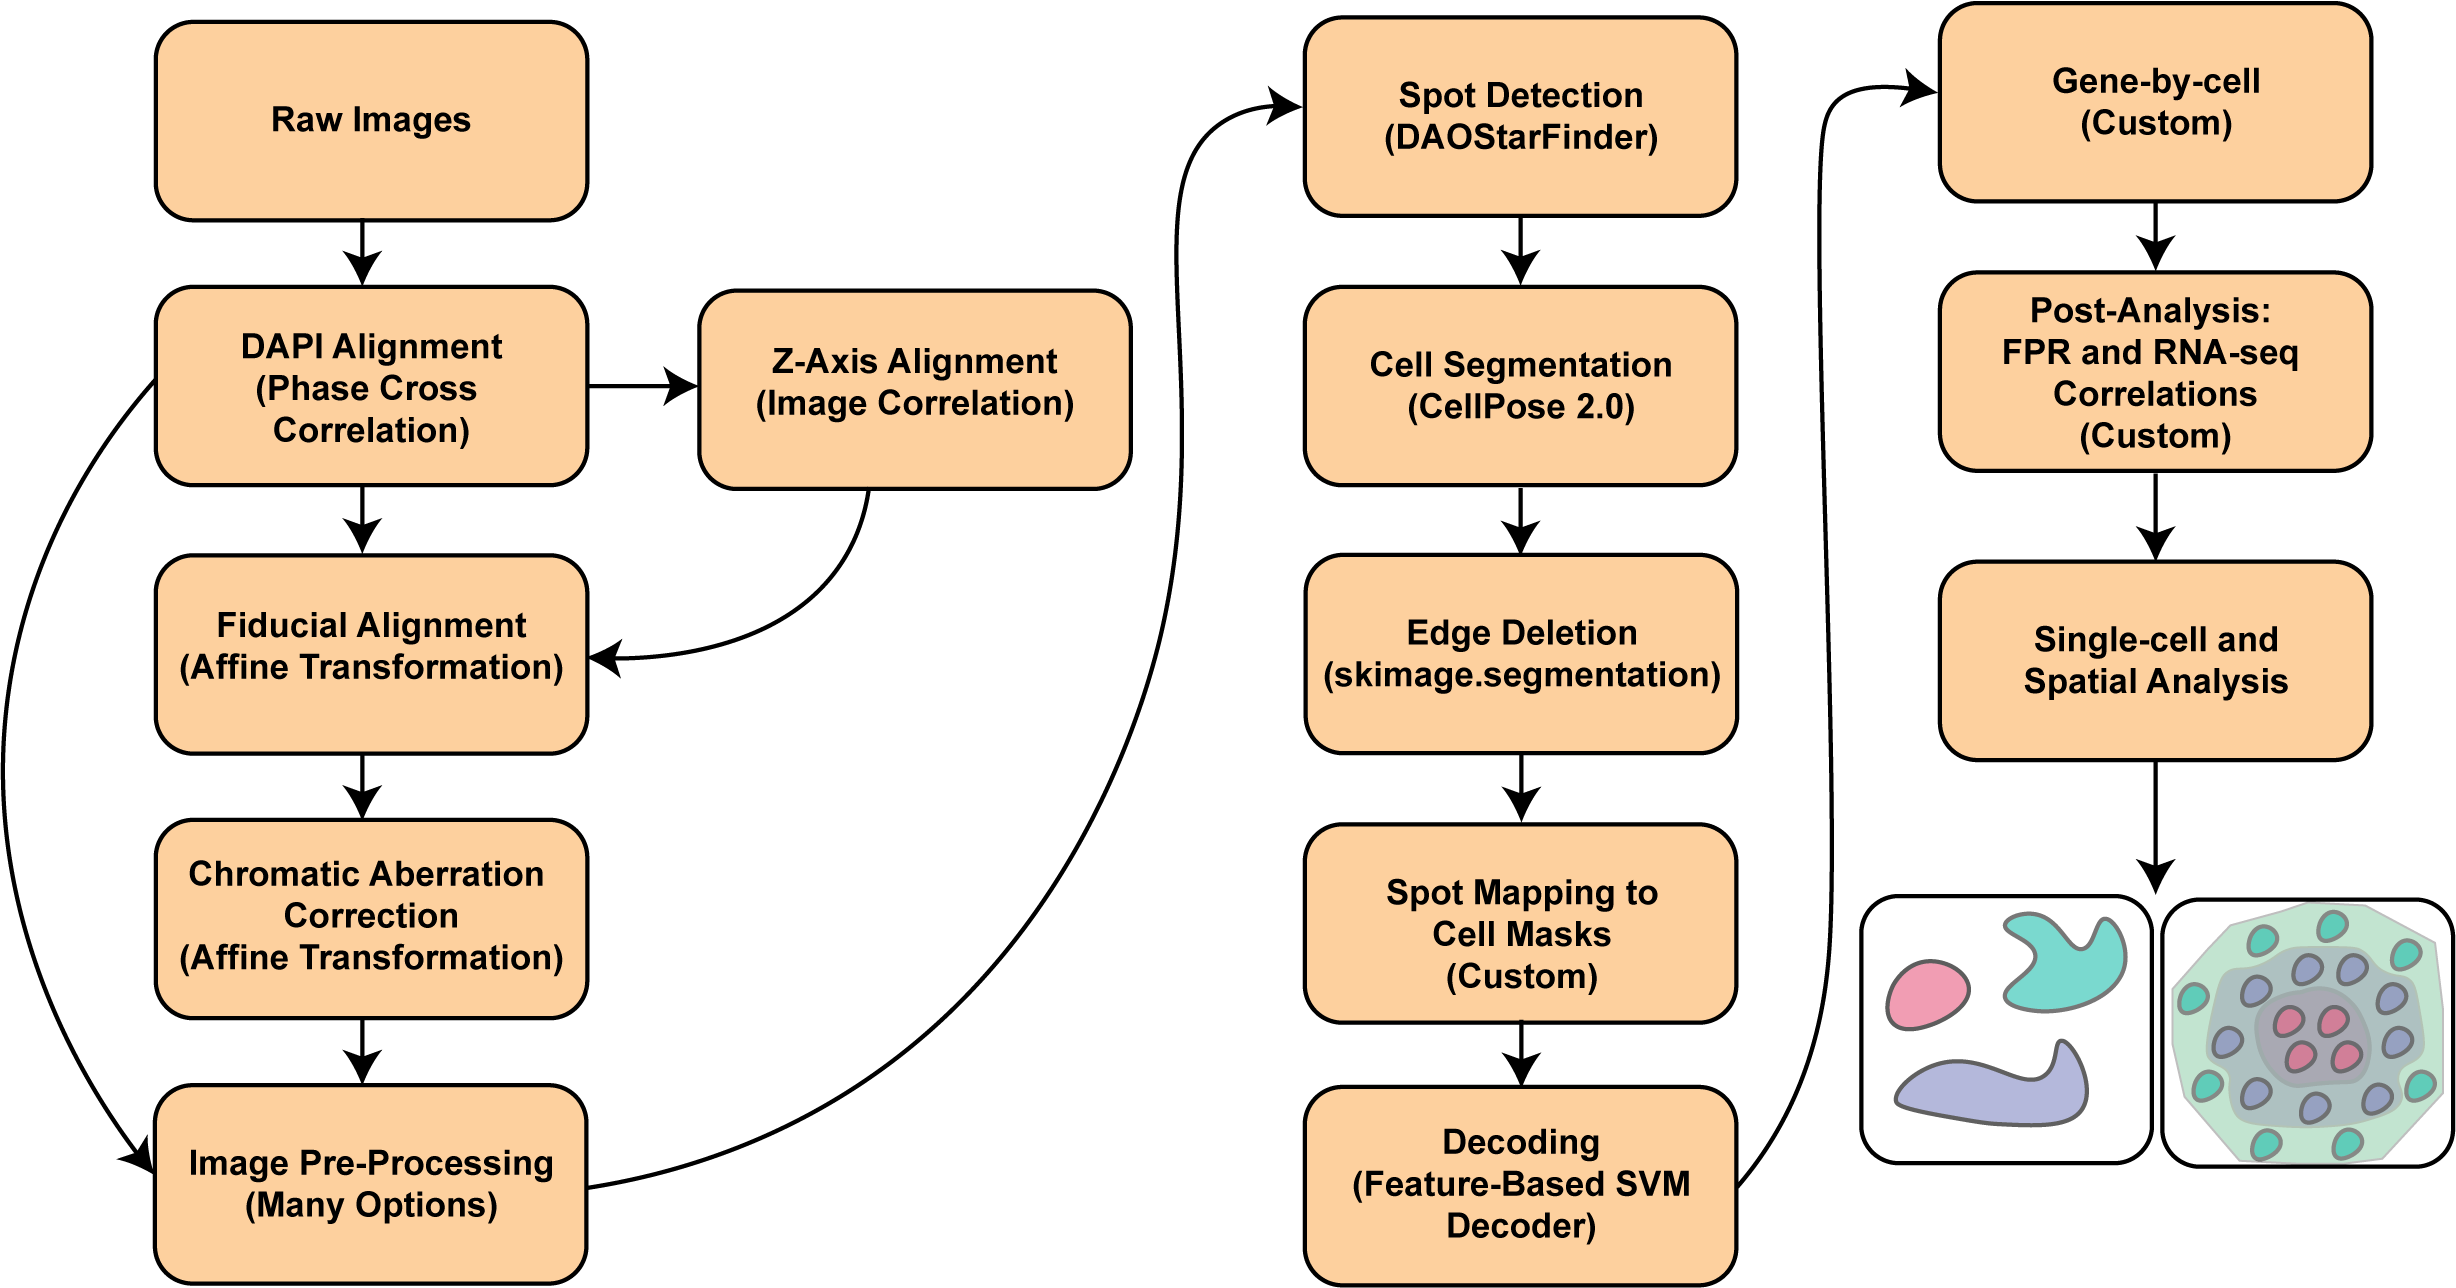 Raw Images
DAPI Alignment
(Phase Cross
Correlation)
Z-Axis Alignment
(Image Correlation)
Fiducial Alignment
(Affine Transformation)
Chromatic Aberration
Correction
(Affine Transformation)
Image Pre-Processing
(Many Options)
Spot Detection
(DAOStarFinder)
Cell Segmentation
(CellPose 2.0)
Edge Deletion
(skimage.segmentation)
Spot Mapping to
Cell Masks
(Custom)
Decoding
(Feature-Based SVM
Decoder)
Gene-by-cell
(Custom)
Post-Analysis:
FPR and RNA-seq
Correlations
(Custom)
Single-cell and
Spatial Analysis